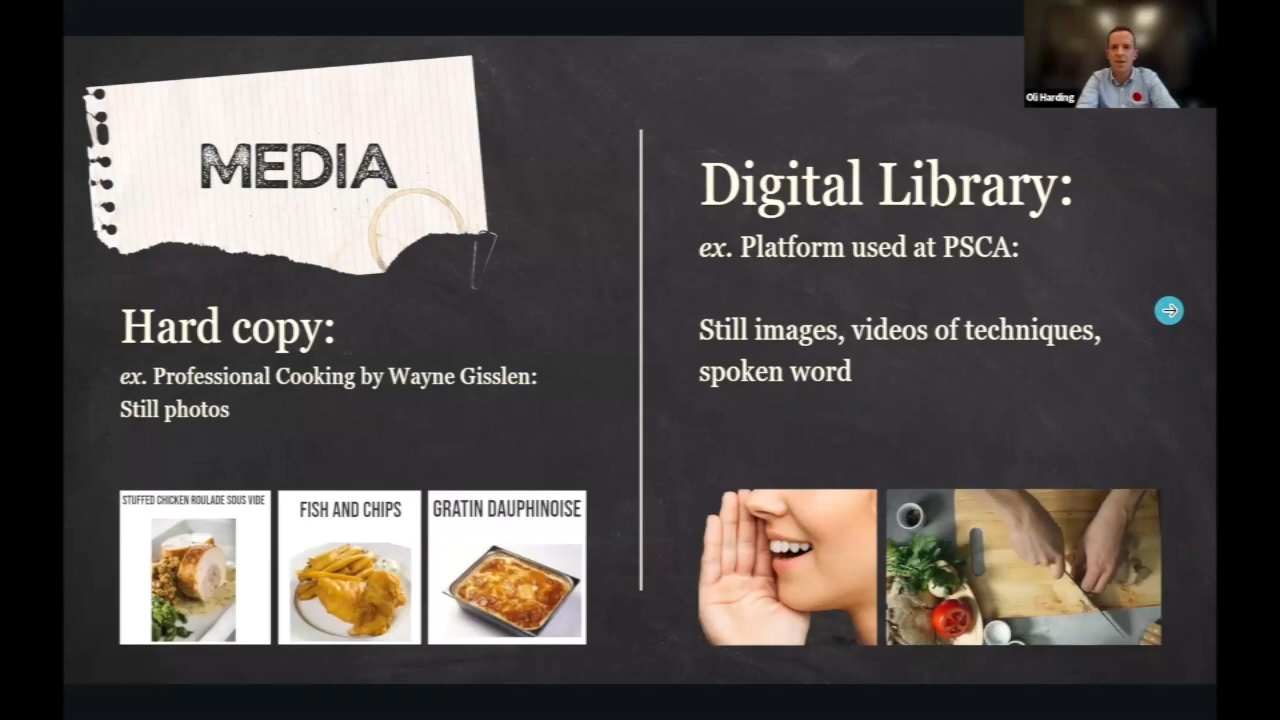 MEDIA
Hard copy:
ex. Professional Cooking by Wayne Gisslen:
Still photos
STUFFED CHICKEN ROULADE SOUS VIDE
FISH AND CHIPS
GRATIN DAUPHINOISE
Digital Library:
ex. Platform used at PSCA:
Still images, videos of techniques,
spoken word
Oli Harding